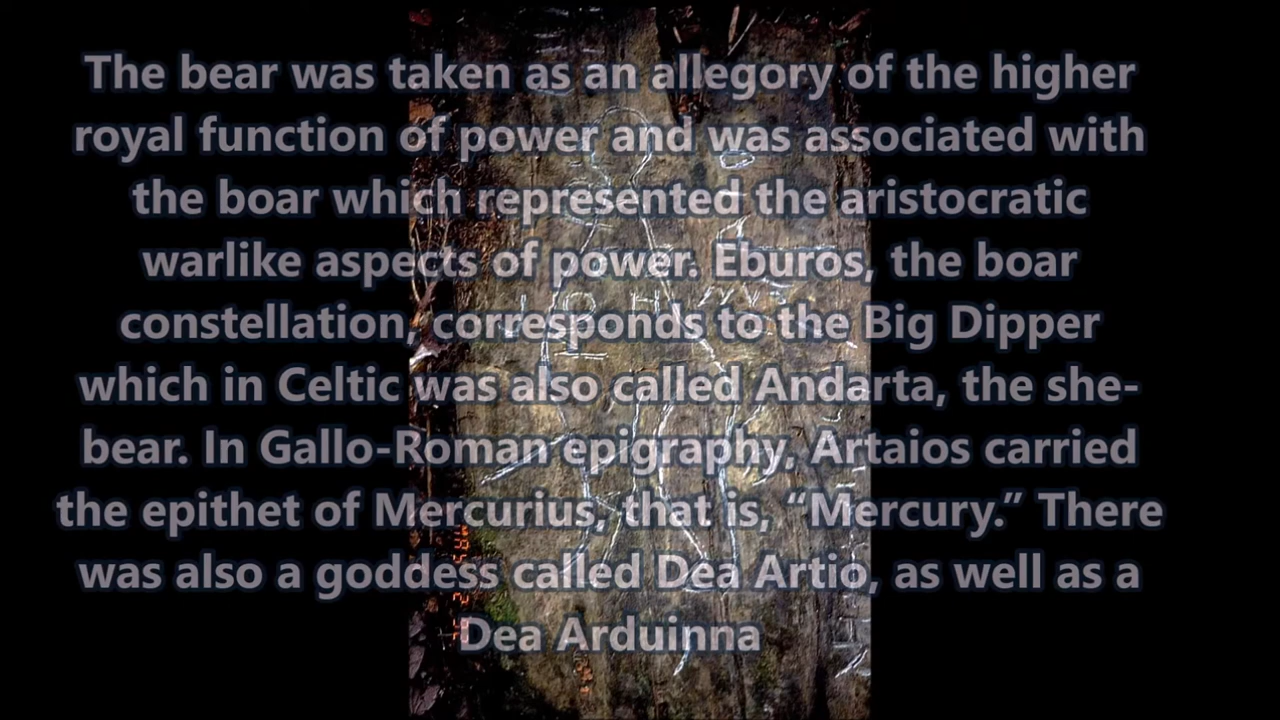 The bear was taken as an allegory of the higher
royal function of power and was associated with
the boar which represented the aristocratic
warlike aspects of power. Eburos, the boar
constellation, corresponds to the Big Dipper
which in Celtic was also called Andarta, the she-
bear. In Gallo-Roman epigraphy, Artaios carried
the epithet of Mercurius, that is, “Mercury.” There
was also a goddess called Dea Artio, as well as a
Dea Arduinna